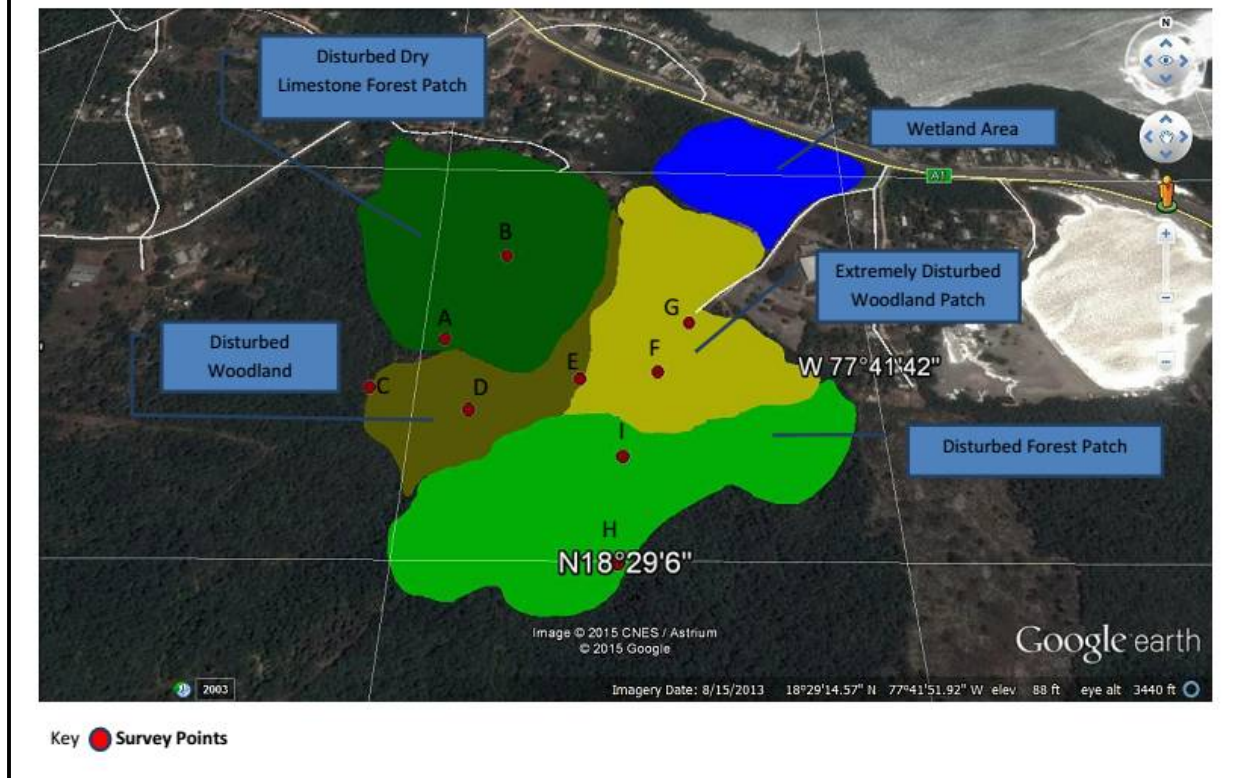 N
Disturbed Dry
Limestone Forest Patch
Wetland Area
A1
B
Extremely Disturbed
Woodland Patch
G
A
Disturbed
Woodland
E
F
W 77°41'42"
C
D
I
Disturbed Forest Patch
H
N18°29'6"
Image © 2015 CNES / Astrium
© 2015 Google
Google earth
2003
Imagery Date: 8/15/2013 18°29'14.57" N 77°41'51.92" W elev 88 ft eye alt 3440 ft
Key Survey Points